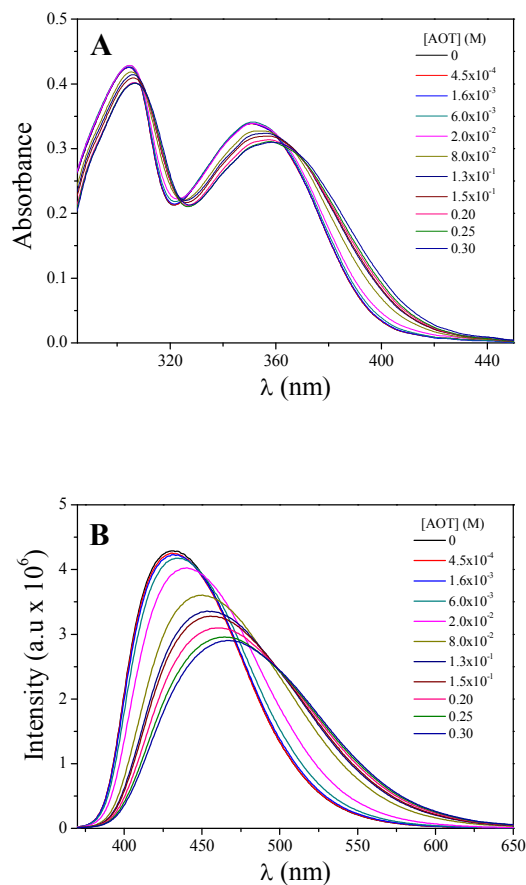 A
[AOT] (M)
0
4.5x10⁻⁴
1.6x10⁻³
6.0x10⁻³
2.0x10⁻²
8.0x10⁻²
1.3x10⁻¹
1.5x10⁻¹
0.20
0.25
0.30
Absorbance
0.5
0.4
0.3
0.2
0.1
0.0
320 360 400 440
λ (nm)
B
[AOT] (M)
0
4.5x10⁻⁴
1.6x10⁻³
6.0x10⁻³
2.0x10⁻²
8.0x10⁻²
1.3x10⁻¹
1.5x10⁻¹
0.20
0.25
0.30
Intensity (a.u x 10⁶)
5
4
3
2
1
0
400 450 500 550 600 650
λ (nm)